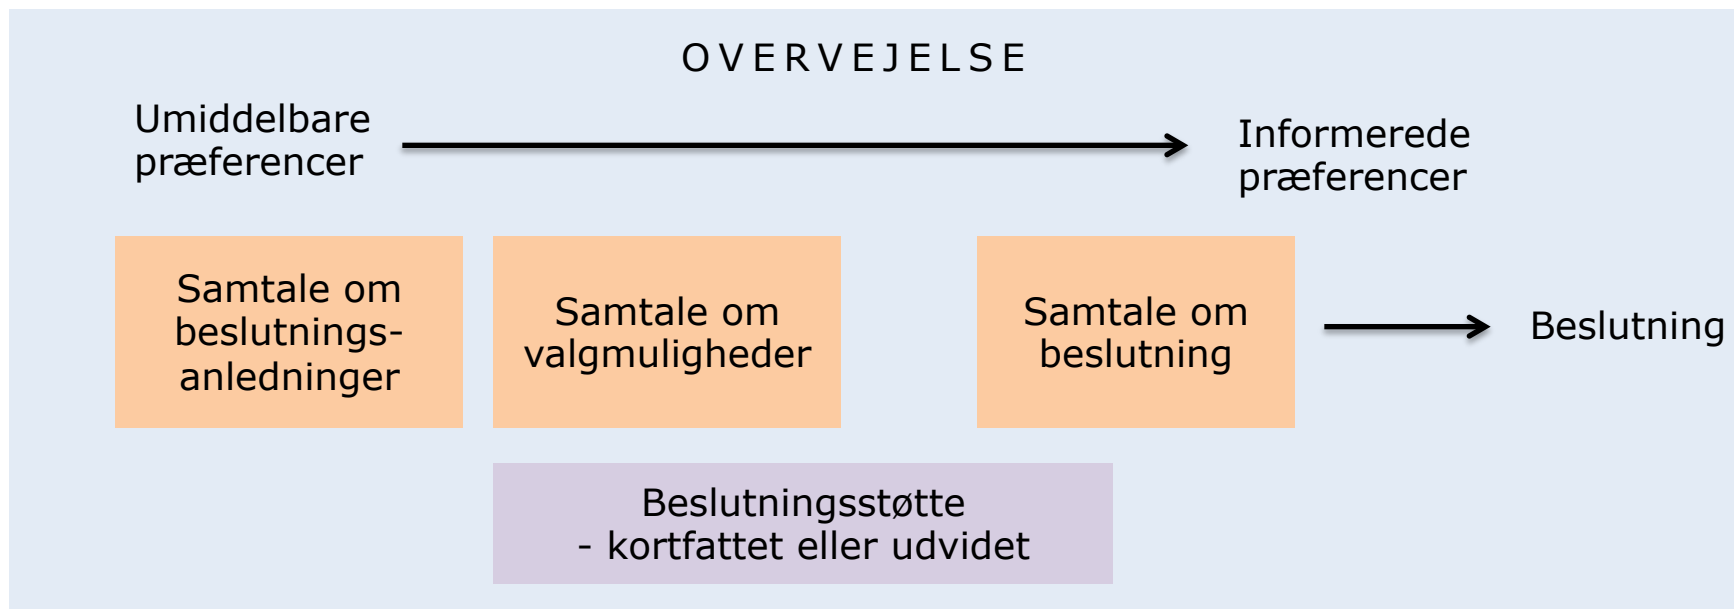 OVERVEJELSE
Umiddelbare
præferencer
Informerede
præferencer
Samtale om
beslutnings-
anledninger
Samtale om
valgmuligheder
Samtale om
beslutning
Beslutning
Beslutningsstøtte
- kortfattet eller udvidet